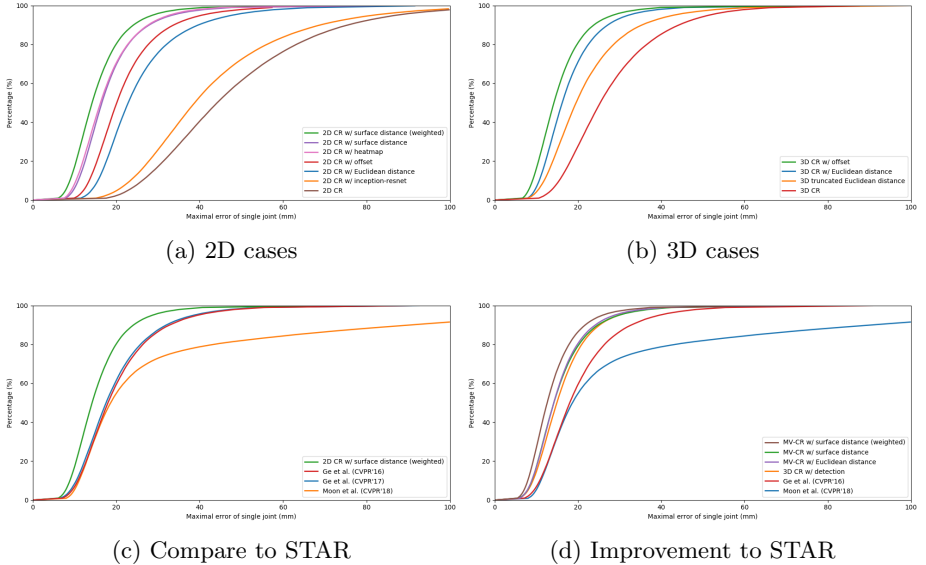 100
80
60
40
20
0
Percentage (%)
2D CR w/ surface distance (weighted)
2D CR w/ surface distance
2D CR w/ heatmap
2D CR w/ offset
2D CR w/ Euclidean distance
2D CR w/ inception-resnet
2D CR
0 20 40 60 80 100
Maximal error of single joint (mm)
(a) 2D cases
100
80
60
40
20
0
Percentage (%)
3D CR w/ offset
3D CR w/ Euclidean distance
3D truncated Euclidean distance
3D CR
0 20 40 60 80 100
Maximal error of single joint (mm)
(b) 3D cases
100
80
60
40
20
0
Percentage (%)
2D CR w/ surface distance (weighted)
Ge et al. (CVPR'16)
Ge et al. (CVPR'17)
Moon et al. (CVPR'18)
0 20 40 60 80 100
Maximal error of single joint (mm)
(c) Compare to STAR
100
80
60
40
20
0
Percentage (%)
MV-CR w/ surface distance (weighted)
MV-CR w/ surface distance
MV-CR w/ Euclidean distance
3D CR w/ detection
Ge et al. (CVPR'16)
Moon et al. (CVPR'18)
0 20 40 60 80 100
Maximal error of single joint (mm)
(d) Improvement to STAR